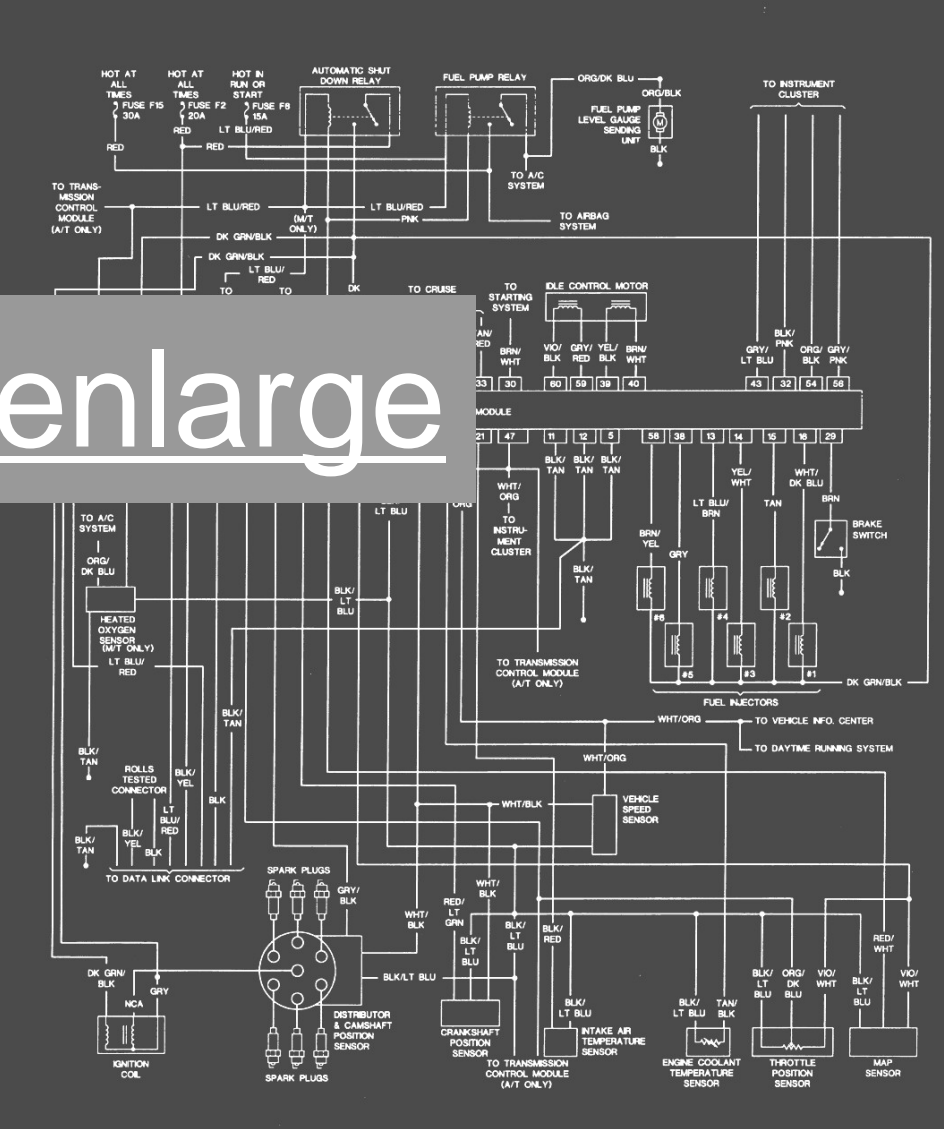 HOT AT
ALL
TIMES
FUSE F15
30A
HOT AT
ALL
TIMES
FUSE F2
20A
HOT IN
RUN OR
START
FUSE F8
15A
AUTOMATIC SHUT
DOWN RELAY
FUEL PUMP RELAY
ORG/DK BLU
ORG/BLK
FUEL PUMP
LEVEL GAUGE
SENDING
UNIT
M
BLK
TO INSTRUMENT
CLUSTER
RED
RED
LT BLU/RED
RED
TO A/C
SYSTEM
TO TRANS-
MISSION
CONTROL
MODULE
(A/T ONLY)
LT BLU/RED
(M/T
ONLY)
LT BLU/RED
PNK
TO AIRBAG
SYSTEM
DK GRN/BLK
DK GRN/BLK
LT BLU/
RED
TO
TO
DK
TO CRUISE
TO
STARTING
SYSTEM
IDLE CONTROL MOTOR
BRN/
WHT
VIO/
BLK
GRY/
RED
YEL/
BLK
BRN/
WHT
GRY/
LT BLU
BLK/
PNK
ORG/
BLK
GRY/
PNK
33
30
60
59
39
40
43
32
54
56
enlarge
MODULE
21
47
11
12
5
58
38
13
14
15
16
29
BLK/
TAN
BLK/
TAN
BLK/
TAN
YEL/
WHT
WHT/
DK BLU
WHT/
ORG
LT BLU/
BRN
TAN
BRN
ORG
LT BLU
TO A/C
SYSTEM
TO
INSTRU-
MENT
CLUSTER
BRN/
YEL
GRY
BRAKE
SWITCH
ORG/
DK BLU
BLK/
TAN
BLK
BLK/
LT
BLU
HEATED
OXYGEN
SENSOR
(M/T ONLY)
#6
#4
#2
LT BLU/
RED
TO TRANSMISSION
CONTROL MODULE
(A/T ONLY)
#5
#3
#1
DK GRN/BLK
FUEL INJECTORS
BLK/
TAN
WHT/ORG
TO VEHICLE INFO. CENTER
TO DAYTIME RUNNING SYSTEM
BLK/
TAN
WHT/ORG
ROLLS
TESTED
CONNECTOR
BLK/
YEL
BLK
LT
BLU/
RED
WHT/BLK
VEHICLE
SPEED
SENSOR
BLK/
TAN
BLK/
YEL
BLK
TO DATA LINK CONNECTOR
SPARK PLUGS
GRY/
BLK
WHT/
BLK
RED/
LT
GRN
WHT/
BLK
BLK/
LT
BLU
BLK/
LT
BLU
BLK/
RED
RED/
WHT
DK GRN/
BLK
GRY
NCA
BLK/LT BLU
BLK/
LT
BLU
ORG/
DK
BLU
VIO/
WHT
BLK/
LT
BLU
VIO/
WHT
BLK/
LT BLU
BLK/
LT BLU
TAN/
BLK
DISTRIBUTOR
& CAMSHAFT
POSITION
SENSOR
CRANKSHAFT
POSITION
SENSOR
INTAKE AIR
TEMPERATURE
SENSOR
IGNITION
COIL
SPARK PLUGS
TO TRANSMISSION
CONTROL MODULE
(A/T ONLY)
ENGINE COOLANT
TEMPERATURE
SENSOR
THROTTLE
POSITION
SENSOR
MAP
SENSOR